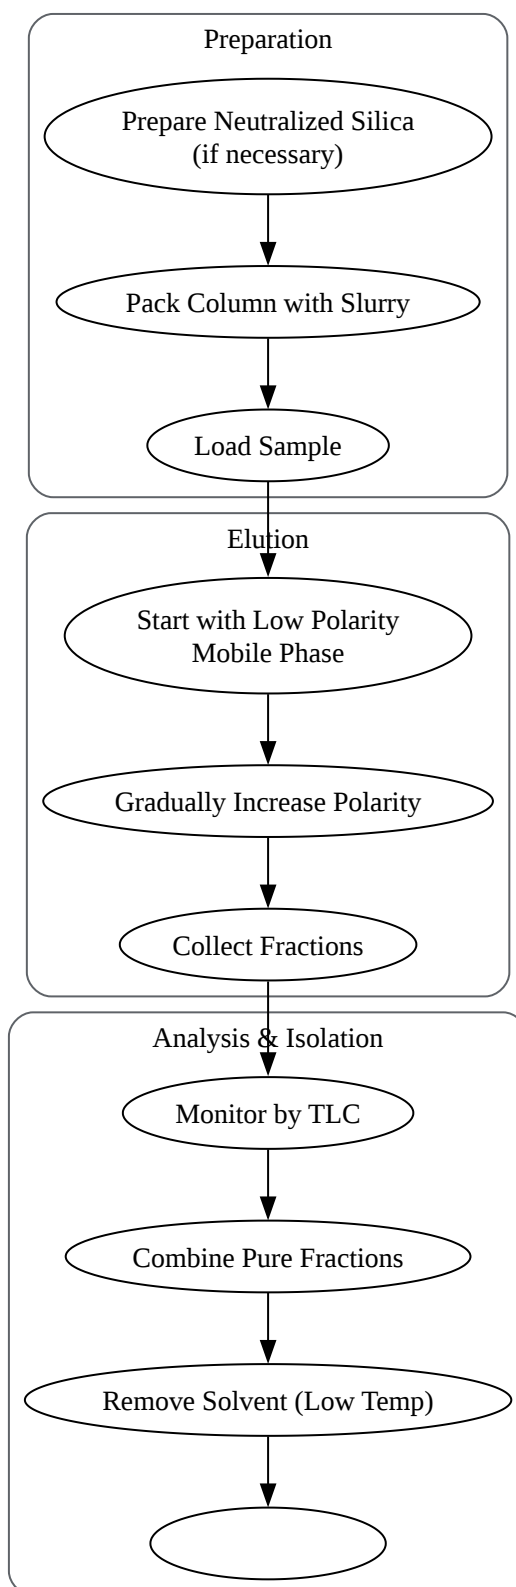 Preparation
Prepare Neutralized Silica
(if necessary)
Pack Column with Slurry
Load Sample
Elution
Start with Low Polarity
Mobile Phase
Gradually Increase Polarity
Collect Fractions
Analysis & Isolation
Monitor by TLC
Combine Pure Fractions
Remove Solvent (Low Temp)